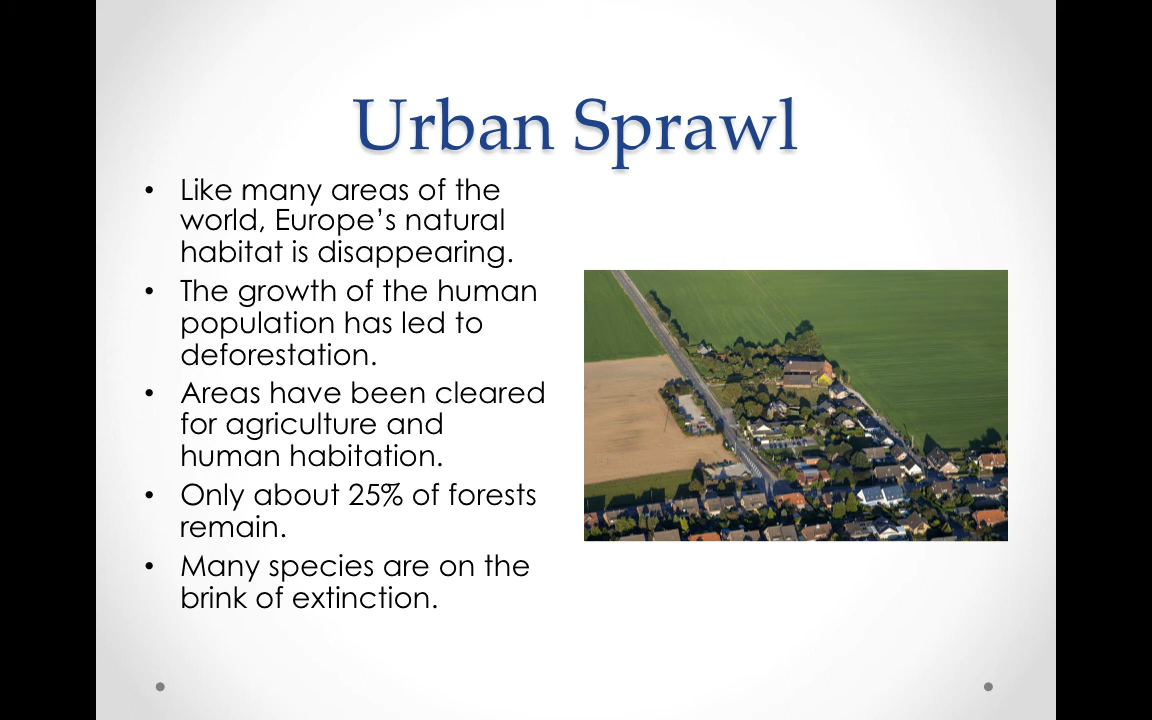 Urban Sprawl
• Like many areas of the
world, Europe’s natural
habitat is disappearing.
• The growth of the human
population has led to
deforestation.
• Areas have been cleared
for agriculture and
human habitation.
• Only about 25% of forests
remain.
• Many species are on the
brink of extinction.